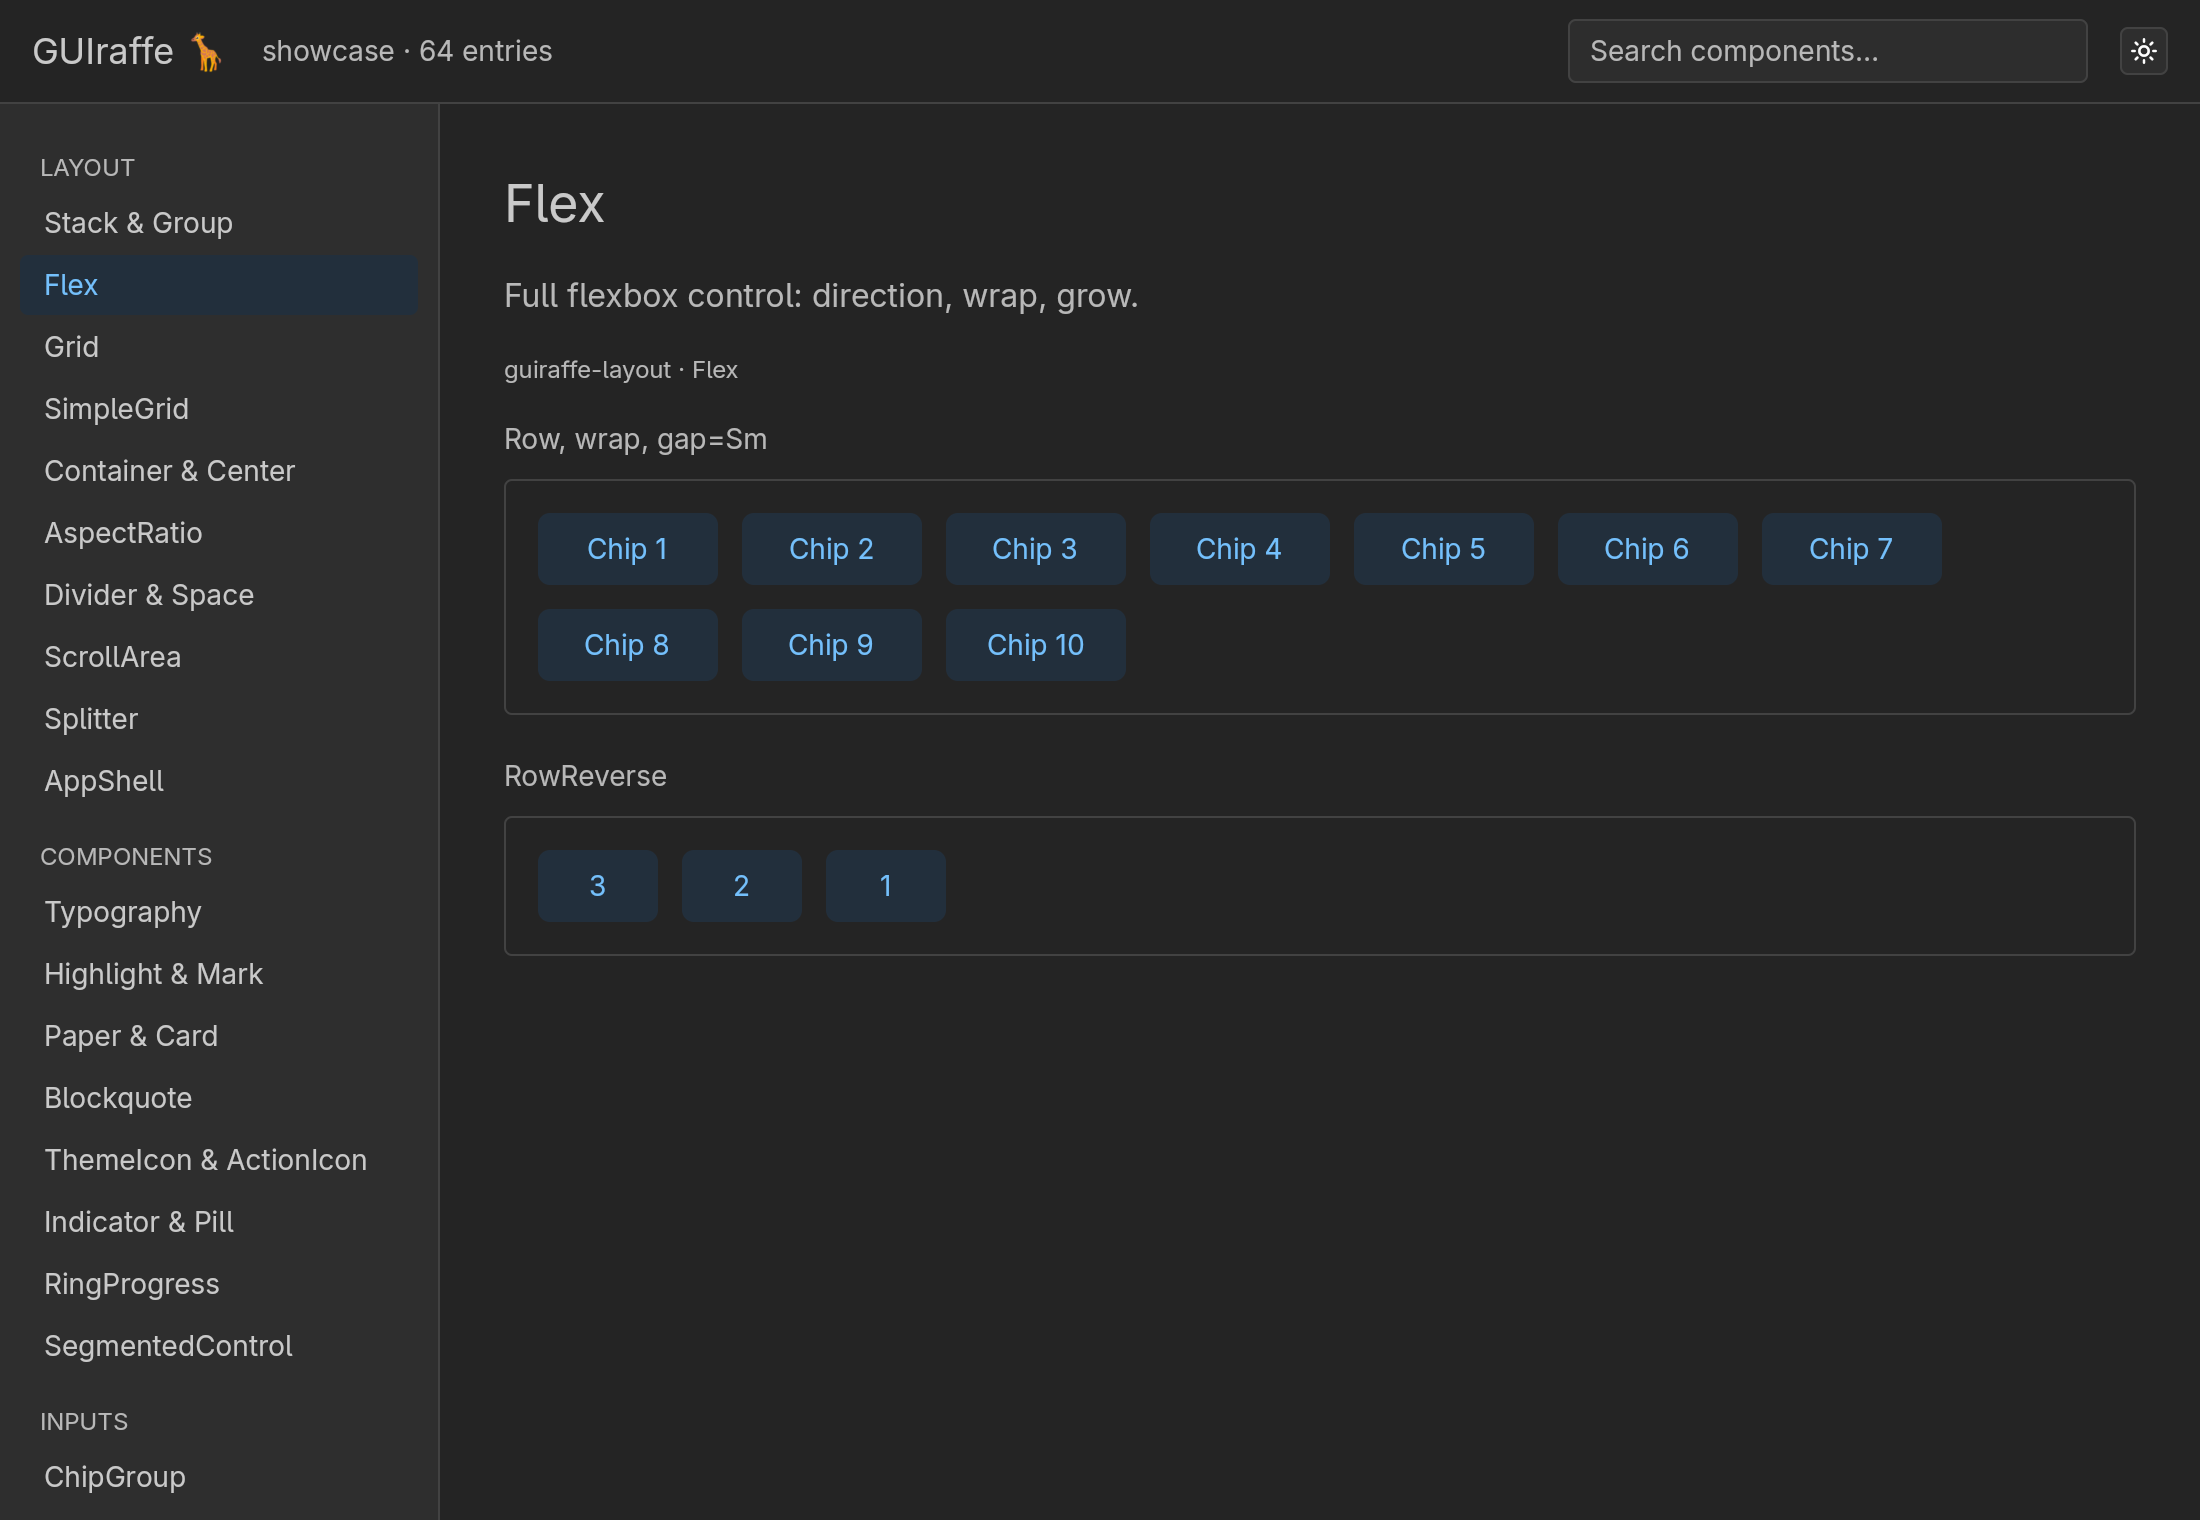 GUIraffe 🦒 showcase · 64 entries
Search components...
LAYOUT
Stack & Group
Flex
Grid
SimpleGrid
Container & Center
AspectRatio
Divider & Space
ScrollArea
Splitter
AppShell
COMPONENTS
Typography
Highlight & Mark
Paper & Card
Blockquote
ThemeIcon & ActionIcon
Indicator & Pill
RingProgress
SegmentedControl
INPUTS
ChipGroup
Flex
Full flexbox control: direction, wrap, grow.
guiraffe-layout · Flex
Row, wrap, gap=Sm
Chip 1 Chip 2 Chip 3 Chip 4 Chip 5 Chip 6 Chip 7
Chip 8 Chip 9 Chip 10
RowReverse
3 2 1